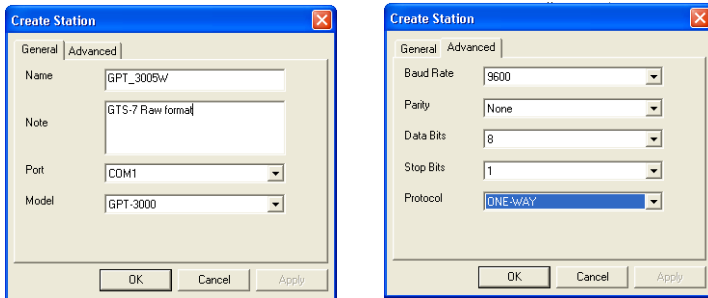 Create Station
General Advanced
Name GPT_3005W
Note GTS-7 Raw format
Port COM1
Model GPT-3000
OK Cancel Apply
Create Station
General Advanced
Baud Rate 9600
Parity None
Data Bits 8
Stop Bits 1
Protocol ONE-WAY
OK Cancel Apply